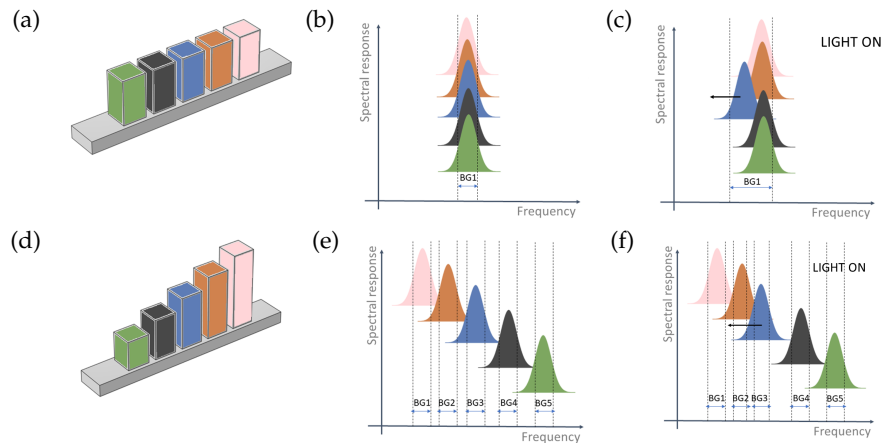 (a)
(b)
Spectral response
BG1
Frequency
(c)
Spectral response
LIGHT ON
BG1
Frequency
(d)
(e)
Spectral response
BG1 BG2 BG3 BG4 BG5
Frequency
(f)
Spectral response
LIGHT ON
BG1 BG2 BG3 BG4 BG5
Frequency